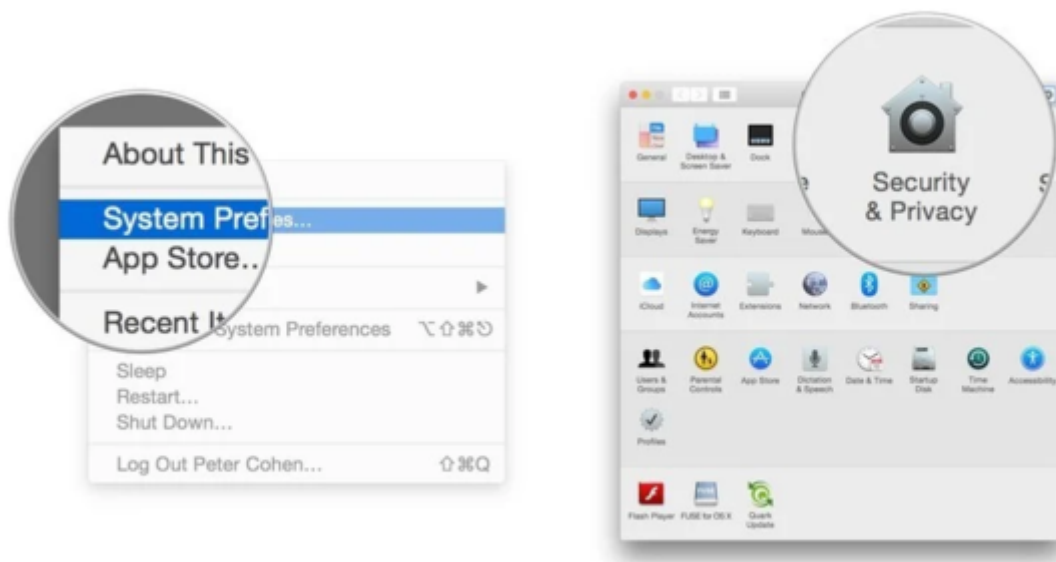 About This
System Prefes...
App Store..
Recent It
System Preferences ⌥⇧⌘⎋
Sleep
Restart...
Shut Down...
Log Out Peter Cohen... ⇧⌘Q
Security
& Privacy
General
Desktop &
Screen Saver
Dock
Displays
Energy
Saver
Keyboard
Mouse
iCloud
Internet
Accounts
Extensions
Network
Bluetooth
Sharing
Users &
Groups
Parental
Controls
App Store
Dictation
& Speech
Date & Time
Startup
Disk
Time
Machine
Accessibility
Profiles
Flash Player
FUSE for OS X
Quark
Update